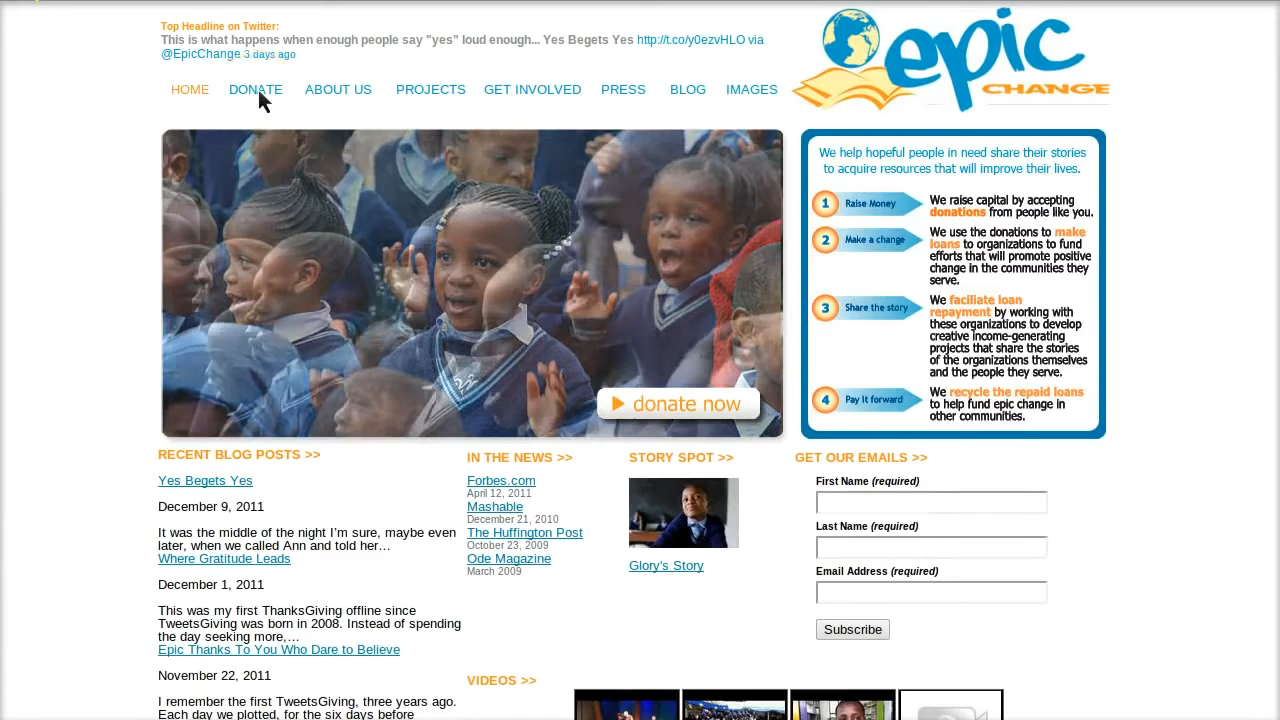 Top Headline on Twitter:
This is what happens when enough people say "yes" loud enough... Yes Begets Yes http://t.co/y0ezvHLO via
@EpicChange 3 days ago
epic
CHANGE
HOME DONATE ABOUT US PROJECTS GET INVOLVED PRESS BLOG IMAGES
donate now
We help hopeful people in need share their stories
to acquire resources that will improve their lives.
1 Raise Money
We raise capital by accepting
donations from people like you.
2 Make a change
We use the donations to make
loans to organizations to fund
efforts that will promote positive
change in the communities they
serve.
3 Share the story
We faciliate loan
repayment by working with
these organizations to develop
creative income-generating
projects that share the stories
of the organizations themselves
and the people they serve.
4 Pay it forward
We recycle the repaid loans
to help fund epic change in
other communities.
RECENT BLOG POSTS >>
Yes Begets Yes
December 9, 2011
It was the middle of the night I'm sure, maybe even
later, when we called Ann and told her…
Where Gratitude Leads
December 1, 2011
This was my first ThanksGiving offline since
TweetsGiving was born in 2008. Instead of spending
the day seeking more,…
Epic Thanks To You Who Dare to Believe
November 22, 2011
I remember the first TweetsGiving, three years ago.
Each day we plotted, for the six days before
IN THE NEWS >>
Forbes.com
April 12, 2011
Mashable
December 21, 2010
The Huffington Post
October 23, 2009
Ode Magazine
March 2009
STORY SPOT >>
Glory's Story
GET OUR EMAILS >>
First Name (required)
Last Name (required)
Email Address (required)
Subscribe
VIDEOS >>